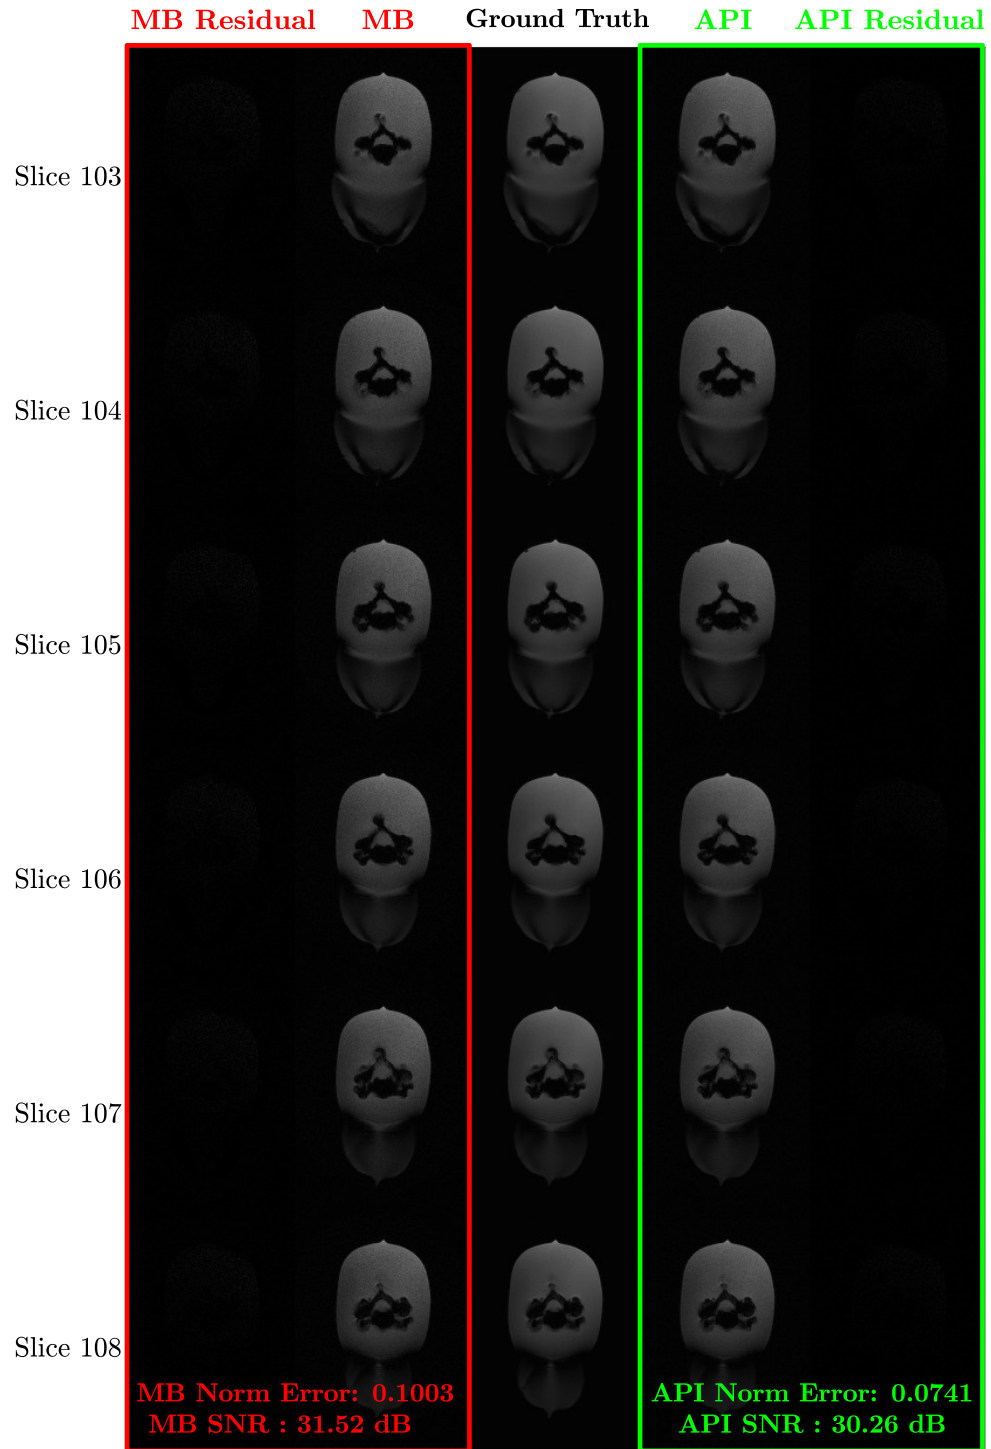 MB Residual MB Ground Truth API API Residual
Slice 103
Slice 104
Slice 105
Slice 106
Slice 107
Slice 108
MB Norm Error: 0.1003
MB SNR : 31.52 dB
API Norm Error: 0.0741
API SNR : 30.26 dB